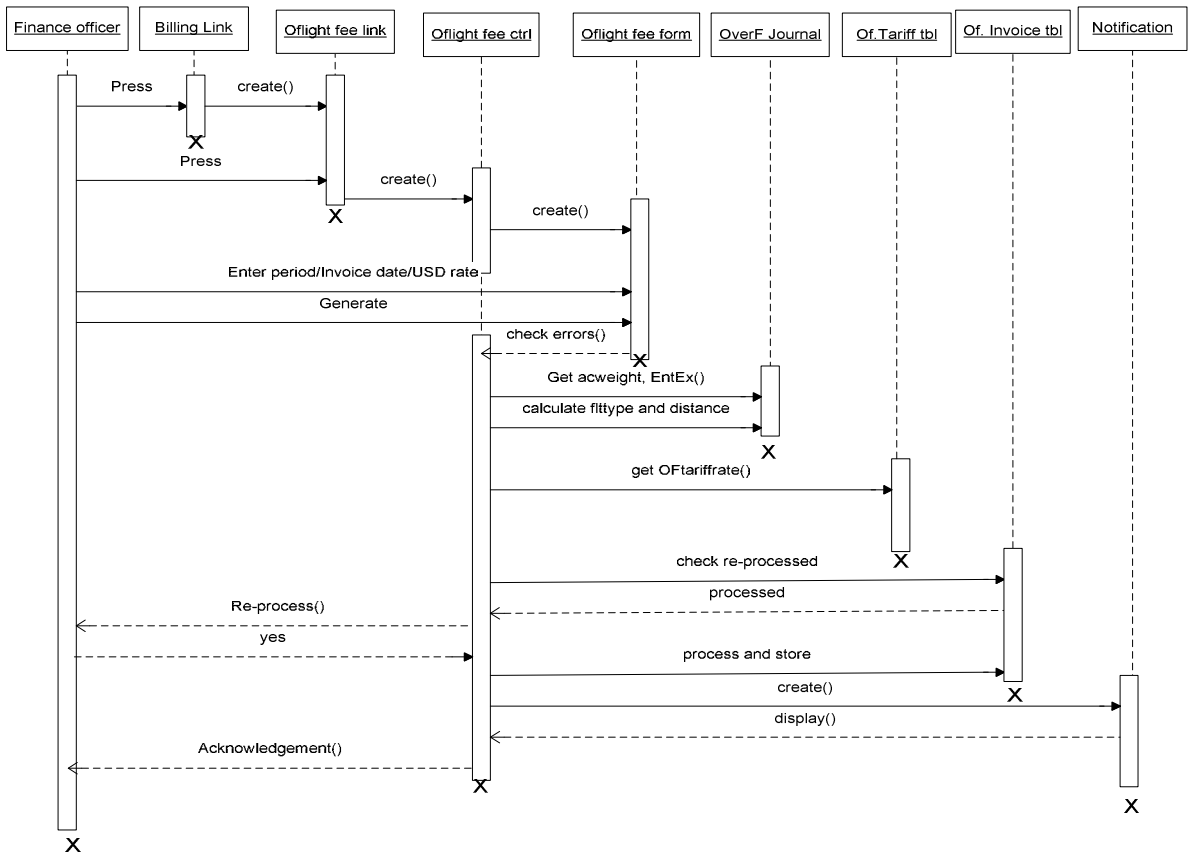 Finance officer
Billing Link
Oflight fee link
Oflight fee ctrl
Oflight fee form
OverF Journal
Of.Tariff tbl
Of. Invoice tbl
Notification
Press
create()
X
Press
create()
X
create()
Enter period/Invoice date/USD rate
Generate
check errors()
X
Get acweight, EntEx()
calculate flttype and distance
X
get OFtariffrate()
X
check re-processed
processed
Re-process()
yes
process and store
X
create()
display()
Acknowledgement()
X
X
X